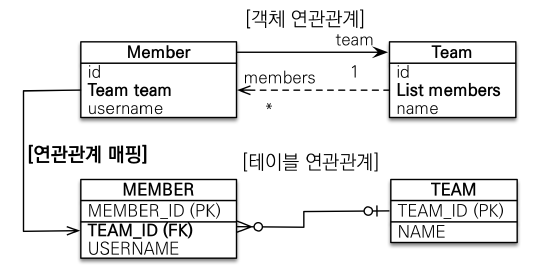 [객체 연관관계]
team
Member
Team
id
Team team
username
members
1
*
id
List members
name
[연관관계 매핑]
[테이블 연관관계]
MEMBER
TEAM
MEMBER_ID (PK)
TEAM_ID (FK)
USERNAME
TEAM_ID (PK)
NAME